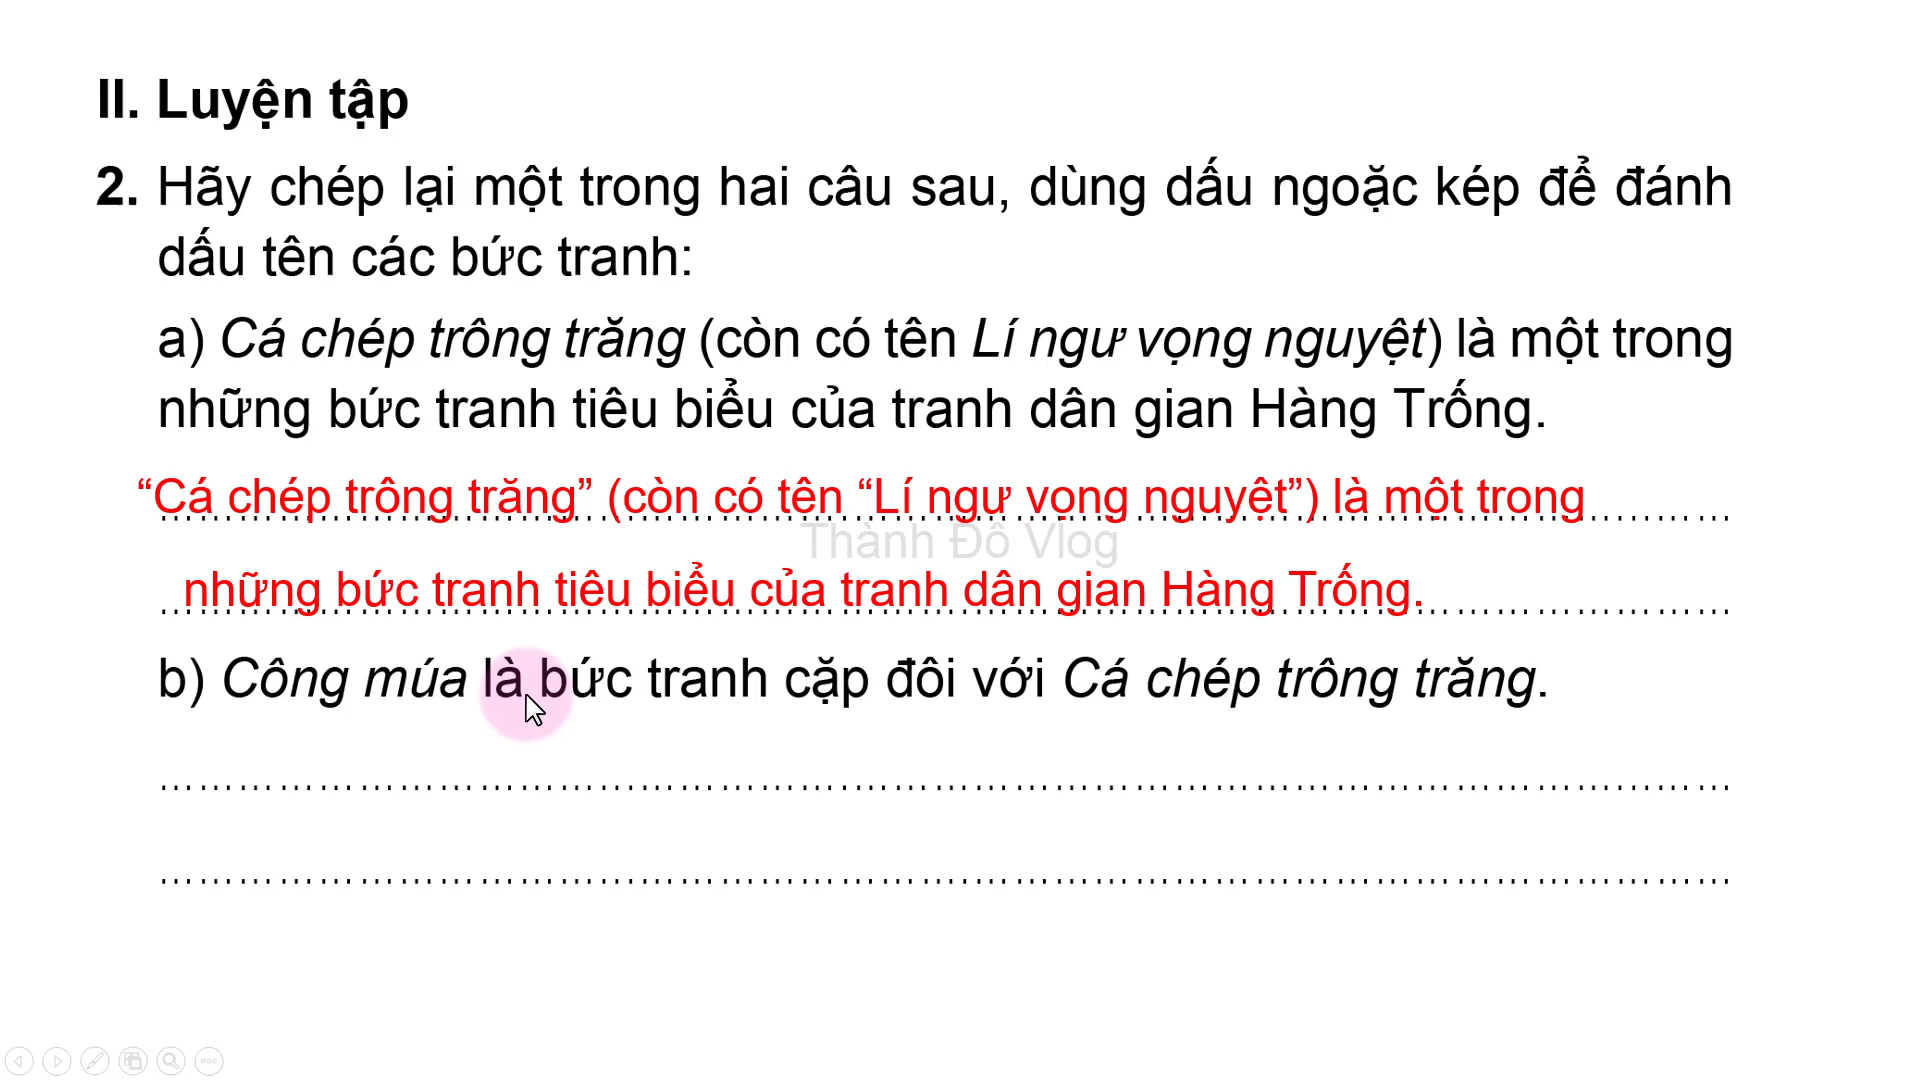 II. Luyện tập
2. Hãy chép lại một trong hai câu sau, dùng dấu ngoặc kép để đánh
dấu tên các bức tranh:
a) Cá chép trông trăng (còn có tên Lí ngư vọng nguyệt) là một trong
những bức tranh tiêu biểu của tranh dân gian Hàng Trống.
“Cá chép trông trăng” (còn có tên “Lí ngư vọng nguyệt”) là một trong
Thành Đô Vlog
những bức tranh tiêu biểu của tranh dân gian Hàng Trống.
b) Công múa là bức tranh cặp đôi với Cá chép trông trăng.